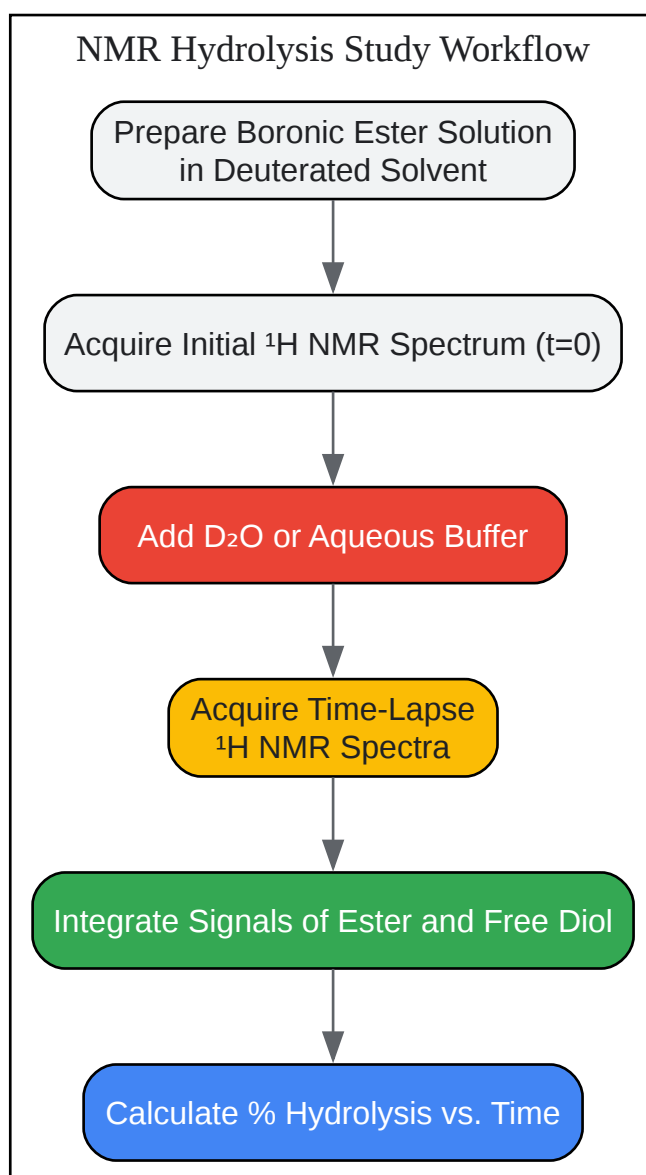 NMR Hydrolysis Study Workflow
Prepare Boronic Ester Solution
in Deuterated Solvent
Acquire Initial ¹H NMR Spectrum (t=0)
Add D₂O or Aqueous Buffer
Acquire Time-Lapse
¹H NMR Spectra
Integrate Signals of Ester and Free Diol
Calculate % Hydrolysis vs. Time